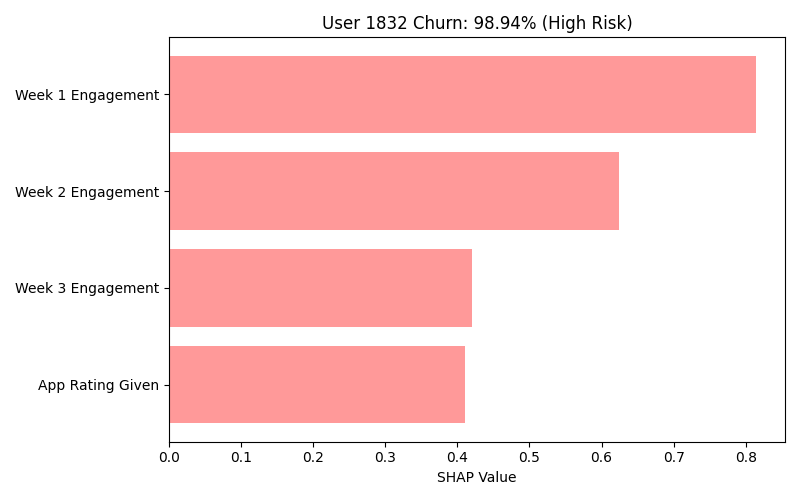 User 1832 Churn: 98.94% (High Risk)
Week 1 Engagement
Week 2 Engagement
Week 3 Engagement
App Rating Given
0.0 0.1 0.2 0.3 0.4 0.5 0.6 0.7 0.8
SHAP Value